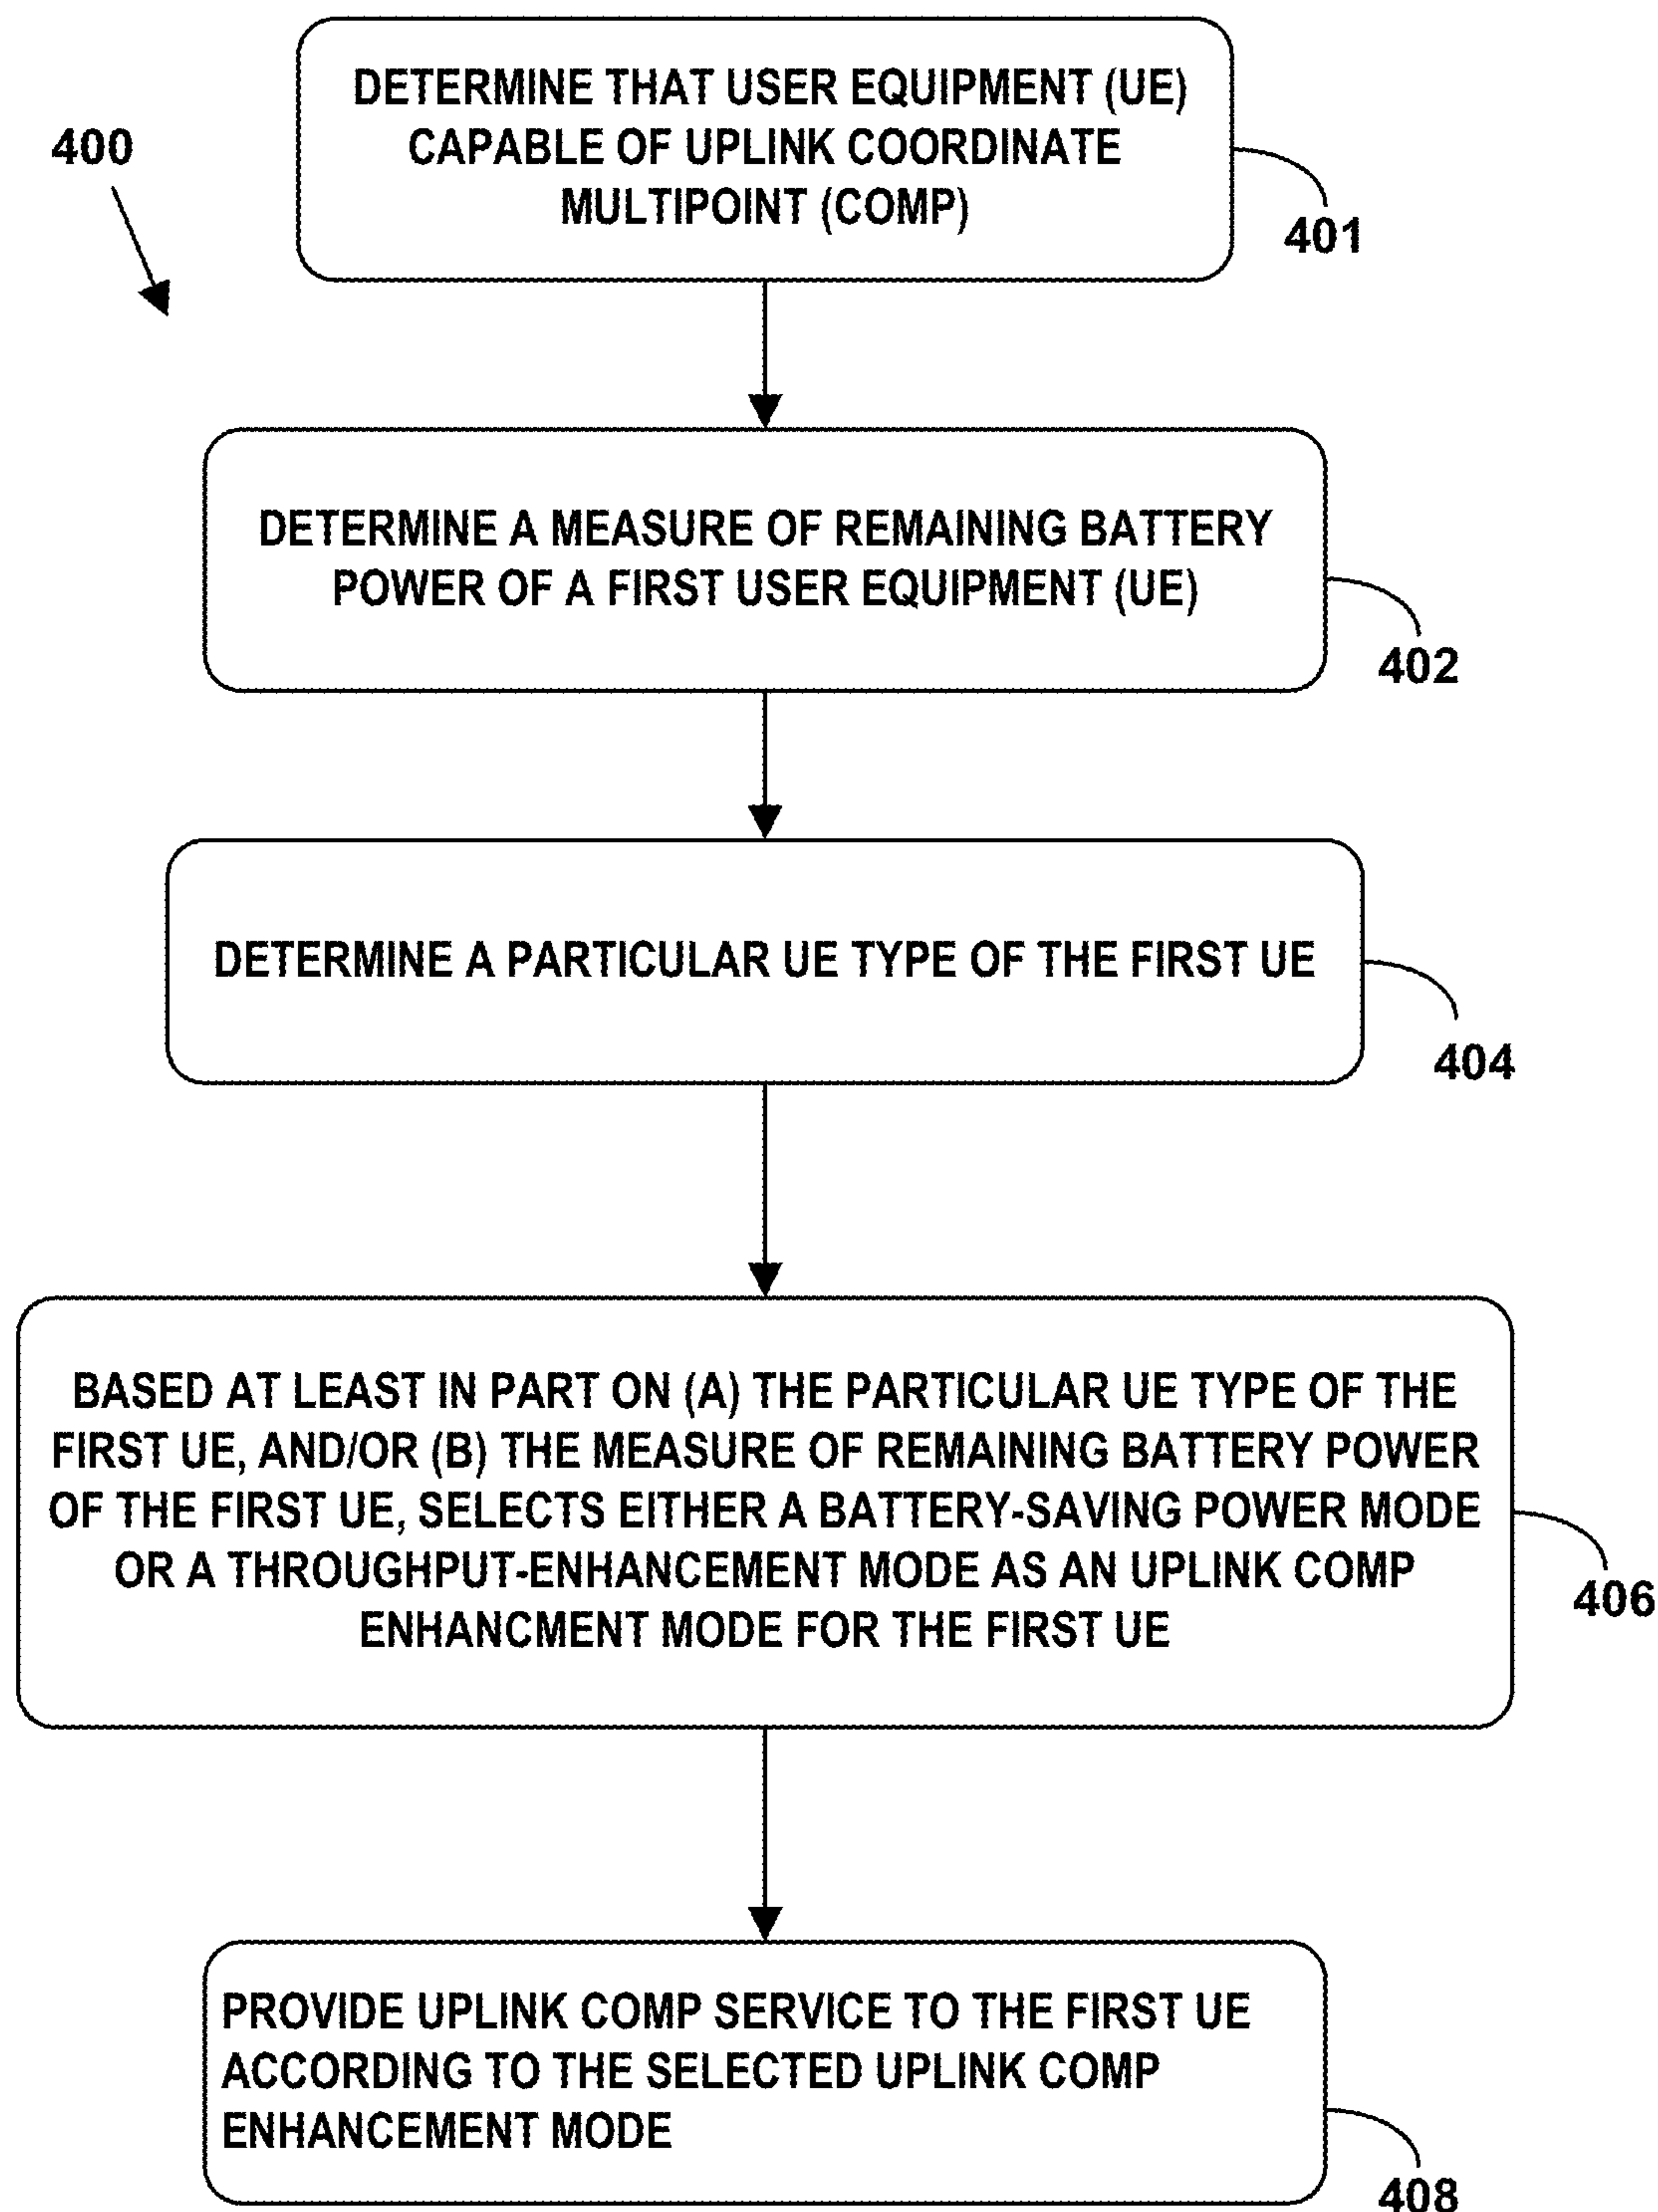 DETERMINE THAT USER EQUIPMENT (UE)
CAPABLE OF UPLINK COORDINATE
MULTIPOINT (COMP)
400
401
DETERMINE A MEASURE OF REMAINING BATTERY
POWER OF A FIRST USER EQUIPMENT (UE)
402
DETERMINE A PARTICULAR UE TYPE OF THE FIRST UE
404
BASED AT LEAST IN PART ON (A) THE PARTICULAR UE TYPE OF THE
FIRST UE, AND/OR (B) THE MEASURE OF REMAINING BATTERY POWER
OF THE FIRST UE, SELECTS EITHER A BATTERY-SAVING POWER MODE
OR A THROUGHPUT-ENHANCEMENT MODE AS AN UPLINK COMP
ENHANCMENT MODE FOR THE FIRST UE
406
PROVIDE UPLINK COMP SERVICE TO THE FIRST UE
ACCORDING TO THE SELECTED UPLINK COMP
ENHANCEMENT MODE
408